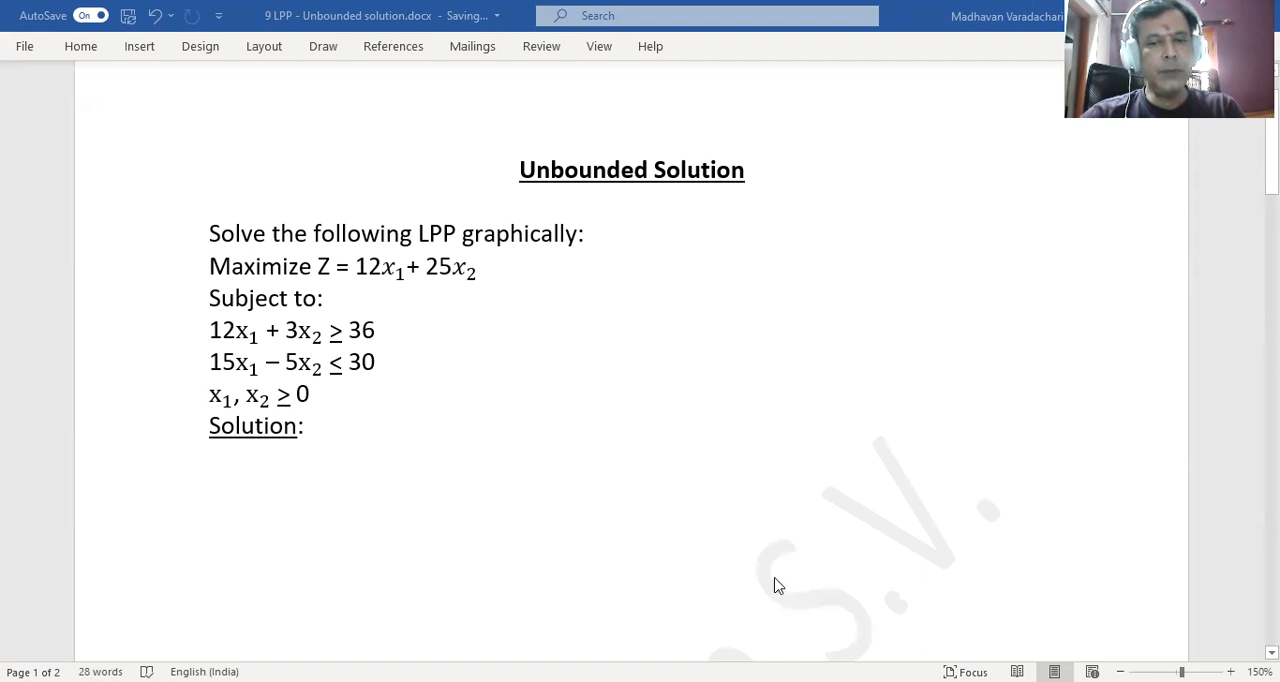 AutoSave On 9 LPP - Unbounded solution.docx - Saving... Search Madhavan Varadachari
File Home Insert Design Layout Draw References Mailings Review View Help
Unbounded Solution
Solve the following LPP graphically:
Maximize Z = 12𝑥₁+ 25𝑥₂
Subject to:
12x₁ + 3x₂ ≥ 36
15x₁ – 5x₂ ≤ 30
x₁, x₂ ≥ 0
Solution:
S.V.
Page 1 of 2 28 words English (India) Focus 150%